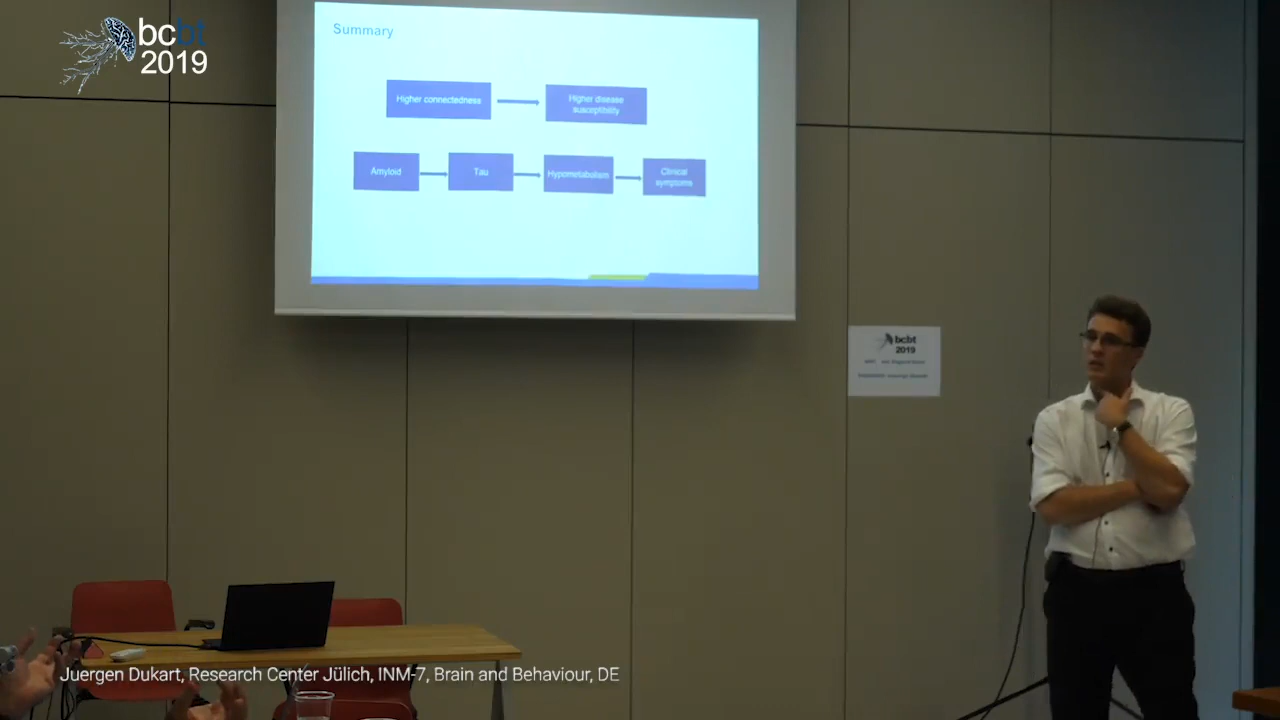 bcbt
2019
Summary
Higher connectedness
Higher disease
susceptibility
Amyloid
Tau
Hypometabolism
Clinical
symptoms
bcbt
2019
Juergen Dukart, Research Center Jülich, INM-7, Brain and Behaviour, DE